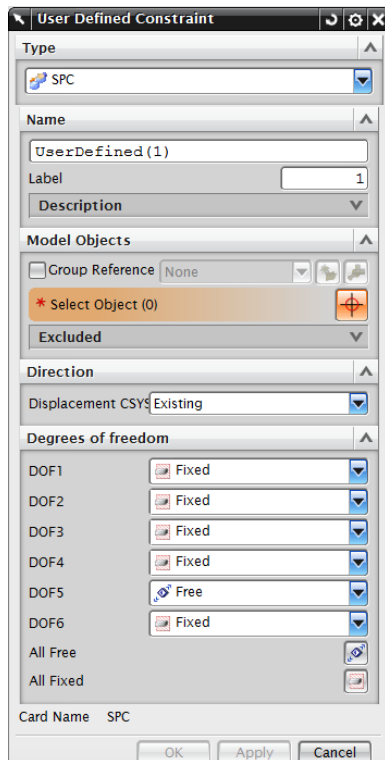 User Defined Constraint
Type
SPC
Name
UserDefined(1)
Label 1
Description
Model Objects
Group Reference None
* Select Object (0)
Excluded
Direction
Displacement CSYS Existing
Degrees of freedom
DOF1 Fixed
DOF2 Fixed
DOF3 Fixed
DOF4 Fixed
DOF5 Free
DOF6 Fixed
All Free
All Fixed
Card Name SPC
OK Apply Cancel